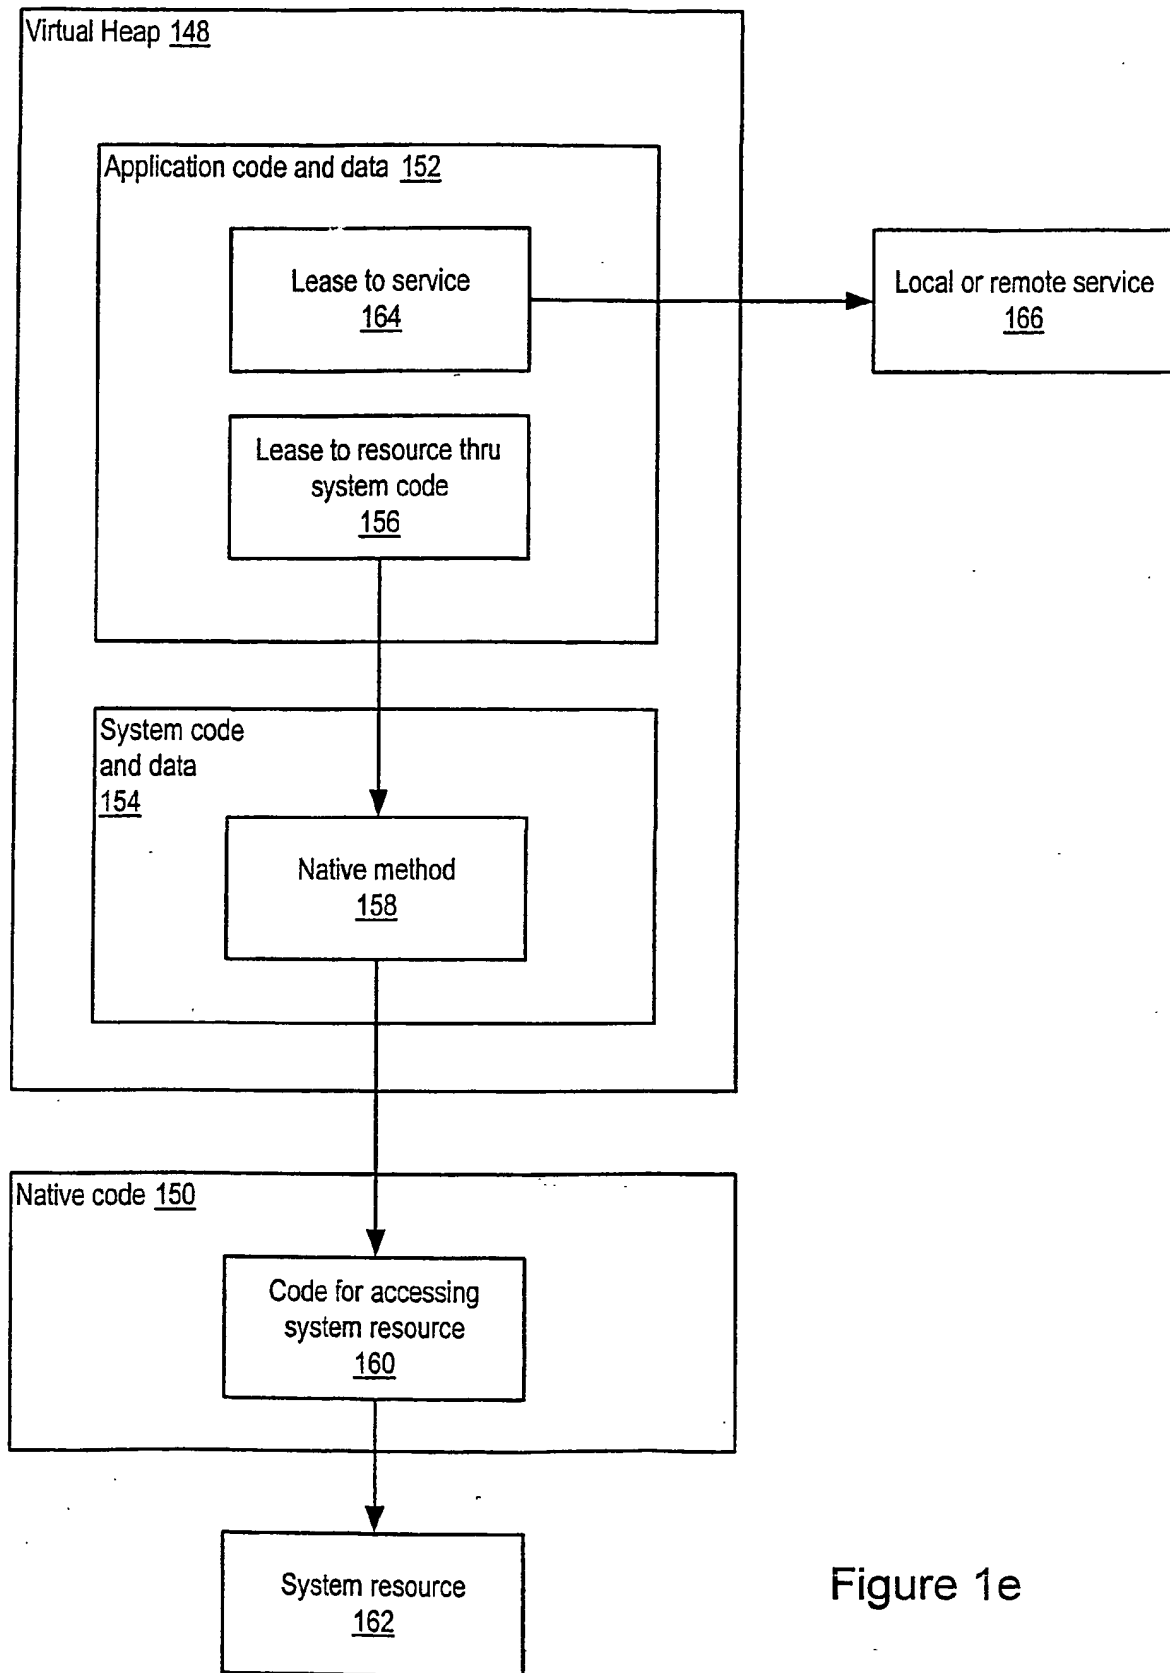 Virtual Heap 148
Application code and data 152
Lease to service
164
Local or remote service
166
Lease to resource thru
system code
156
System code
and data
154
Native method
158
Native code 150
Code for accessing
system resource
160
System resource
162
Figure 1e